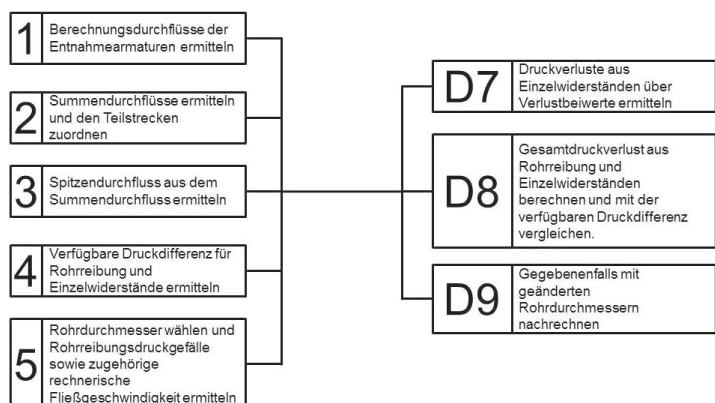 1
Berechnungsdurchflüsse der
Entnahmearmaturen ermitteln
2
Summendurchflüsse ermitteln
und den Teilstrecken
zuordnen
3
Spitzendurchfluss aus dem
Summendurchfluss ermitteln
4
Verfügbare Druckdifferenz für
Rohrreibung und
Einzelwiderstände ermitteln
5
Rohrdurchmesser wählen und
Rohrreibungsdruckgefälle
sowie zugehörige
rechnerische
Fließgeschwindigkeit ermitteln
D7
Druckverluste aus
Einzelwiderständen über
Verlustbeiwerte ermitteln
D8
Gesamtdruckverlust aus
Rohrreibung und
Einzelwiderständen
berechnen und mit der
verfügbaren Druckdifferenz
vergleichen.
D9
Gegebenenfalls mit
geänderten
Rohrdurchmessern
nachrechnen